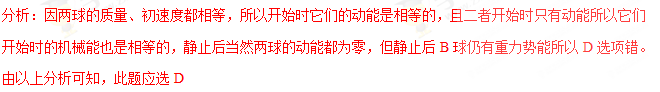 分析：因两球的质量、初速度都相等，所以开始时它们的动能是相等的，且二者开始时只有动能所以它们
开始时的机械能也是相等的，静止后当然两球的动能都为零，但静止后 B 球仍有重力势能所以 D 选项错。
由以上分析可知，此题应选 D